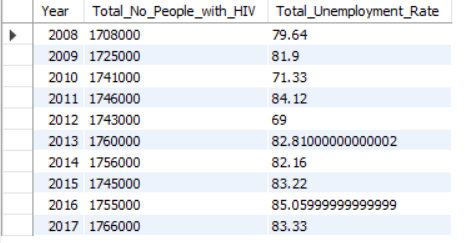 Year Total_No_People_with_HIV Total_Unemployment_Rate
2008 1708000 79.64
2009 1725000 81.9
2010 1741000 71.33
2011 1746000 84.12
2012 1743000 69
2013 1760000 82.81000000000002
2014 1756000 82.16
2015 1745000 83.22
2016 1755000 85.05999999999999
2017 1766000 83.33